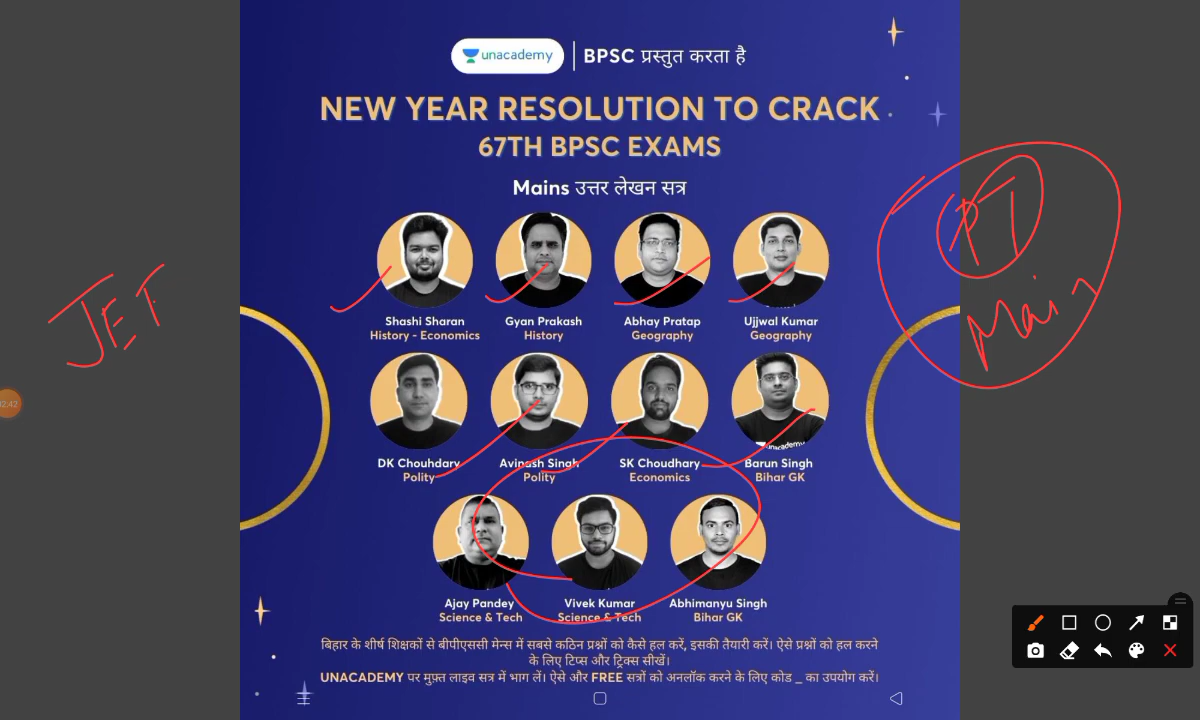 unacademy | BPSC प्रस्तुत करता है
NEW YEAR RESOLUTION TO CRACK
67TH BPSC EXAMS
Mains उत्तर लेखन सत्र
PT
Main
JET
Shashi Sharan
History - Economics
Gyan Prakash
History
Abhay Pratap
Geography
Ujjwal Kumar
Geography
DK Chouhdary
Polity
Avinash Singh
Polity
SK Choudhary
Economics
Barun Singh
Bihar GK
unacademy
02:42
Ajay Pandey
Science & Tech
Vivek Kumar
Science & Tech
Abhimanyu Singh
Bihar GK
बिहार के शीर्ष शिक्षकों से बीपीएससी मेन्स में सबसे कठिन प्रश्नों को कैसे हल करें, इसकी तैयारी करें। ऐसे प्रश्नों को हल करने
के लिए टिप्स और ट्रिक्स सीखें।
UNACADEMY पर मुफ़्त लाइव सत्र में भाग लें। ऐसे और FREE सत्रों को अनलॉक करने के लिए कोड _ का उपयोग करें।